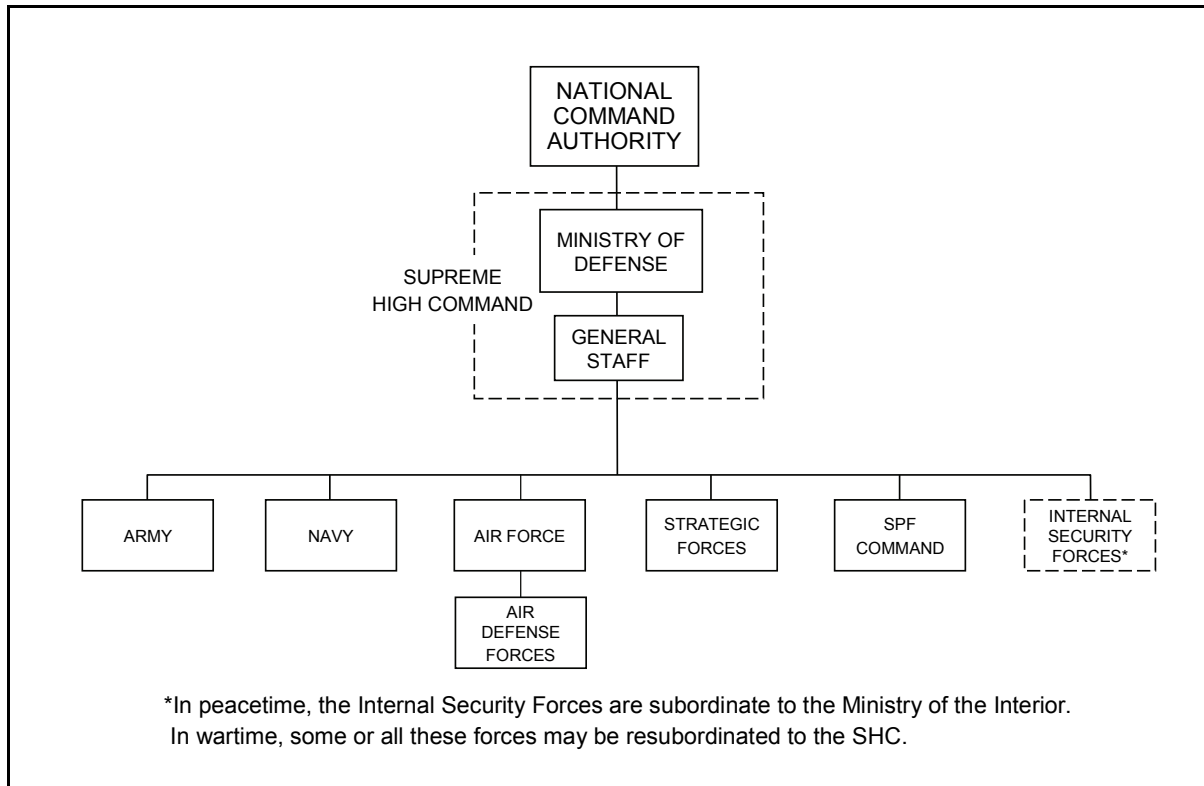 NATIONAL
COMMAND
AUTHORITY
MINISTRY OF
DEFENSE
SUPREME
HIGH COMMAND
GENERAL
STAFF
ARMY
NAVY
AIR FORCE
STRATEGIC
FORCES
SPF
COMMAND
INTERNAL
SECURITY
FORCES*
AIR
DEFENSE
FORCES
*In peacetime, the Internal Security Forces are subordinate to the Ministry of the Interior.
In wartime, some or all these forces may be resubordinated to the SHC.